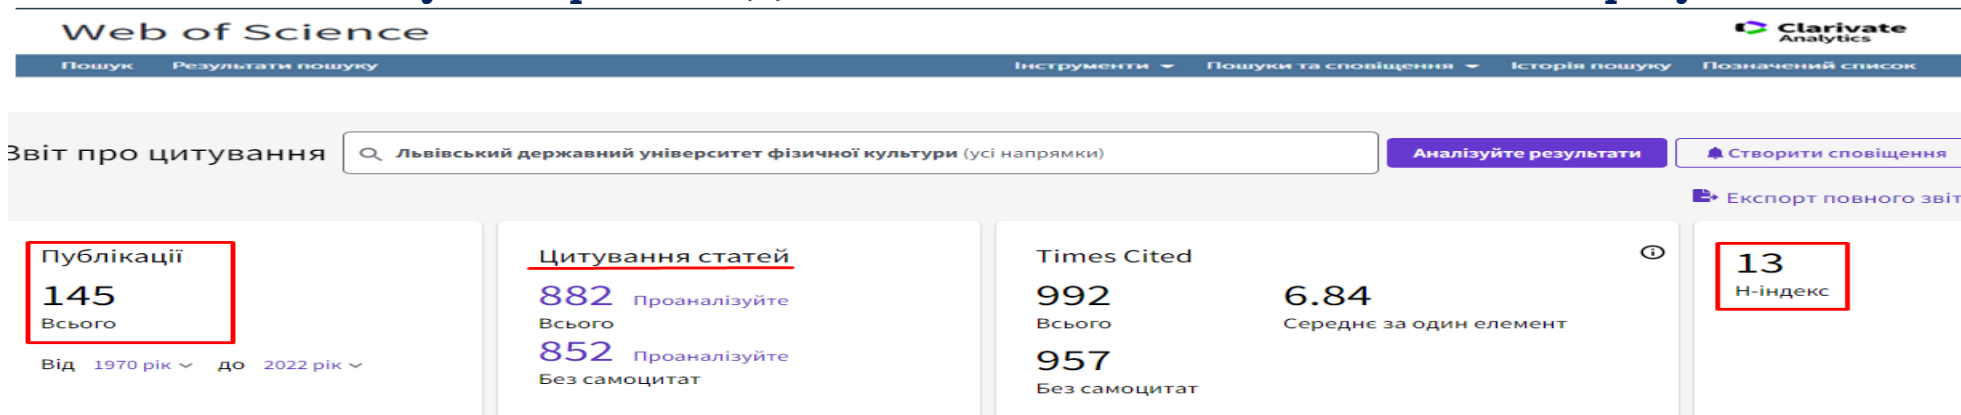 Web of Science
Clarivate
Analytics
Пошук Результати пошуку Інструменти Пошуки та сповіщення Історія пошуку Позначений список
Звіт про цитування Львівський державний університет фізичної культури (усі напрямки) Аналізуйте результати Створити сповіщення
Експорт повного звіт
Публікації
145
Всього
Від 1970 рік до 2022 рік
Цитування статей
882 Проаналізуйте
Всього
852 Проаналізуйте
Без самоцитат
Times Cited
992 6.84
Всього Середнє за один елемент
957
Без самоцитат
13
H-індекс